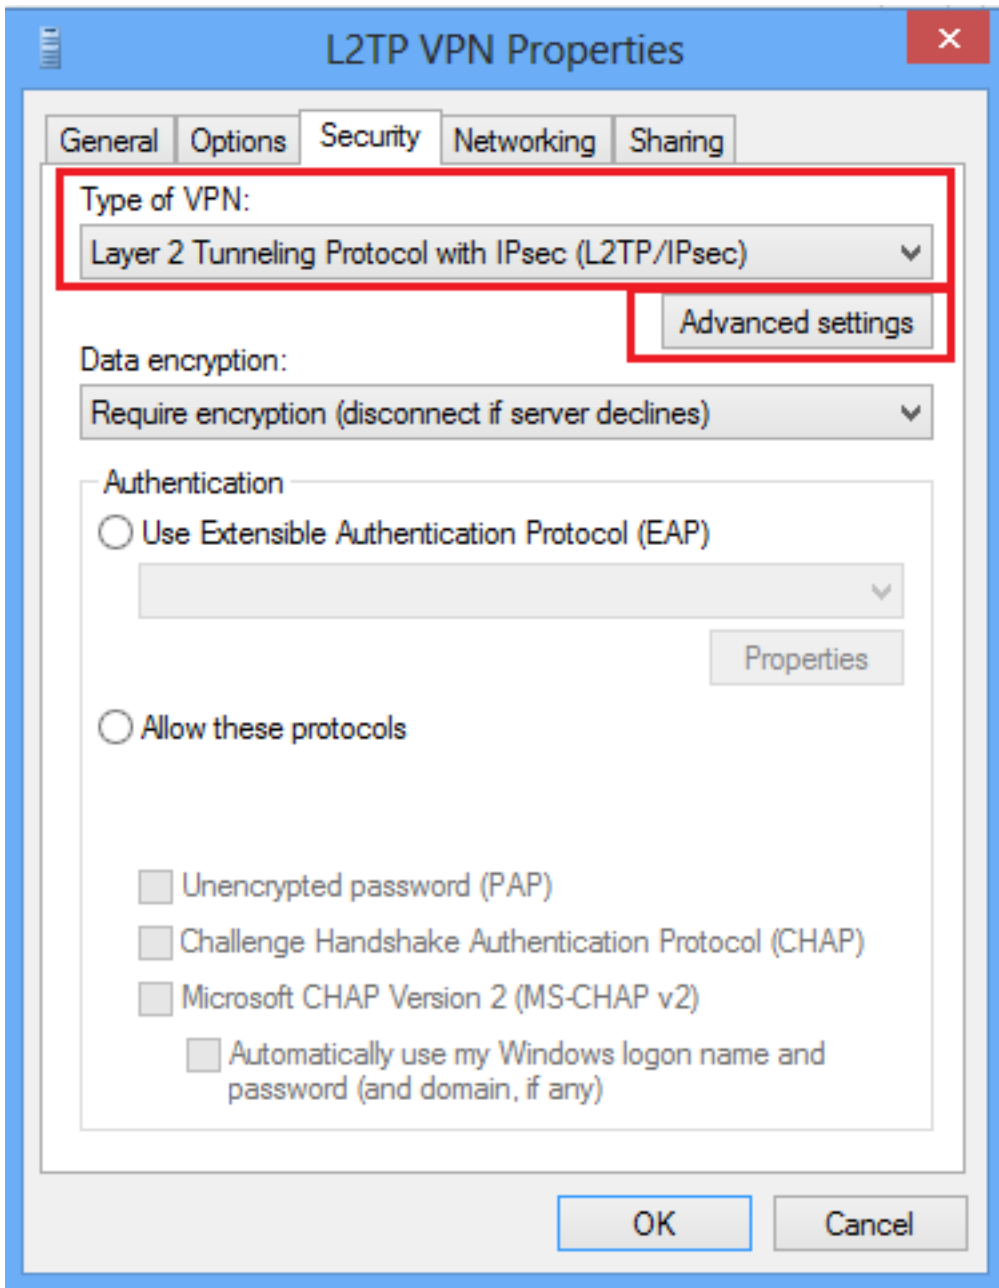 L2TP VPN Properties
General Options Security Networking Sharing
Type of VPN:
Layer 2 Tunneling Protocol with IPsec (L2TP/IPsec)
Advanced settings
Data encryption:
Require encryption (disconnect if server declines)
Authentication
Use Extensible Authentication Protocol (EAP)
Properties
Allow these protocols
Unencrypted password (PAP)
Challenge Handshake Authentication Protocol (CHAP)
Microsoft CHAP Version 2 (MS-CHAP v2)
Automatically use my Windows logon name and
password (and domain, if any)
OK Cancel